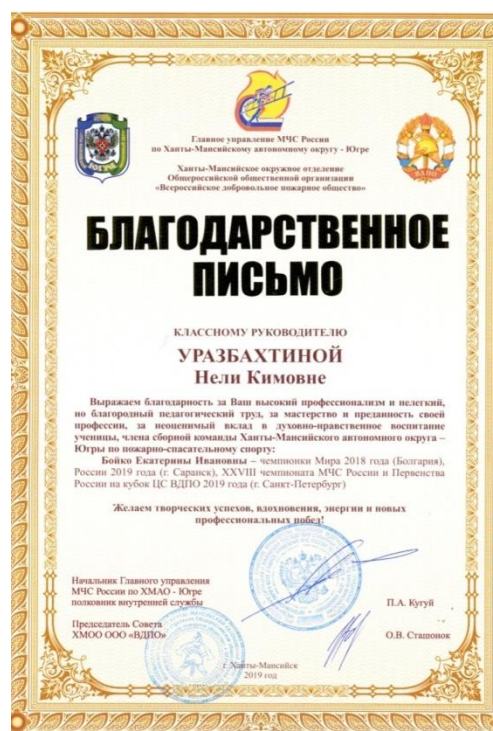 Главное управление МЧС России
по Ханты-Мансийскому автономному округу - Югре
Ханты-Мансийское окружное отделение
Общероссийской общественной организации
«Всероссийское добровольное пожарное общество»
ЮГРА
ВДПО
БЛАГОДАРСТВЕННОЕ
ПИСЬМО
КЛАССНОМУ РУКОВОДИТЕЛЮ
УРАЗБАХТИНОЙ
Нели Кимовне
Выражаем благодарность за Ваш высокий профессионализм и нелегкий,
но благородный педагогический труд, за мастерство и преданность своей
профессии, за неоценимый вклад в духовно-нравственное воспитание
ученицы, члена сборной команды Ханты-Мансийского автономного округа –
Югры по пожарно-спасательному спорту:
Бойко Екатерины Ивановны – чемпионки Мира 2018 года (Болгария),
России 2019 года (г. Саранск), XXVIII чемпионата МЧС России и Первенства
России на кубок ЦС ВДПО 2019 года (г. Санкт-Петербург)
Желаем творческих успехов, вдохновения, энергии и новых
профессиональных побед!
Начальник Главного управления
МЧС России по ХМАО - Югре
полковник внутренней службы
П.А. Кугуй
Председатель Совета
ХМОО ООО «ВДПО»
О.В. Сташонок
г. Ханты-Мансийск
2019 год